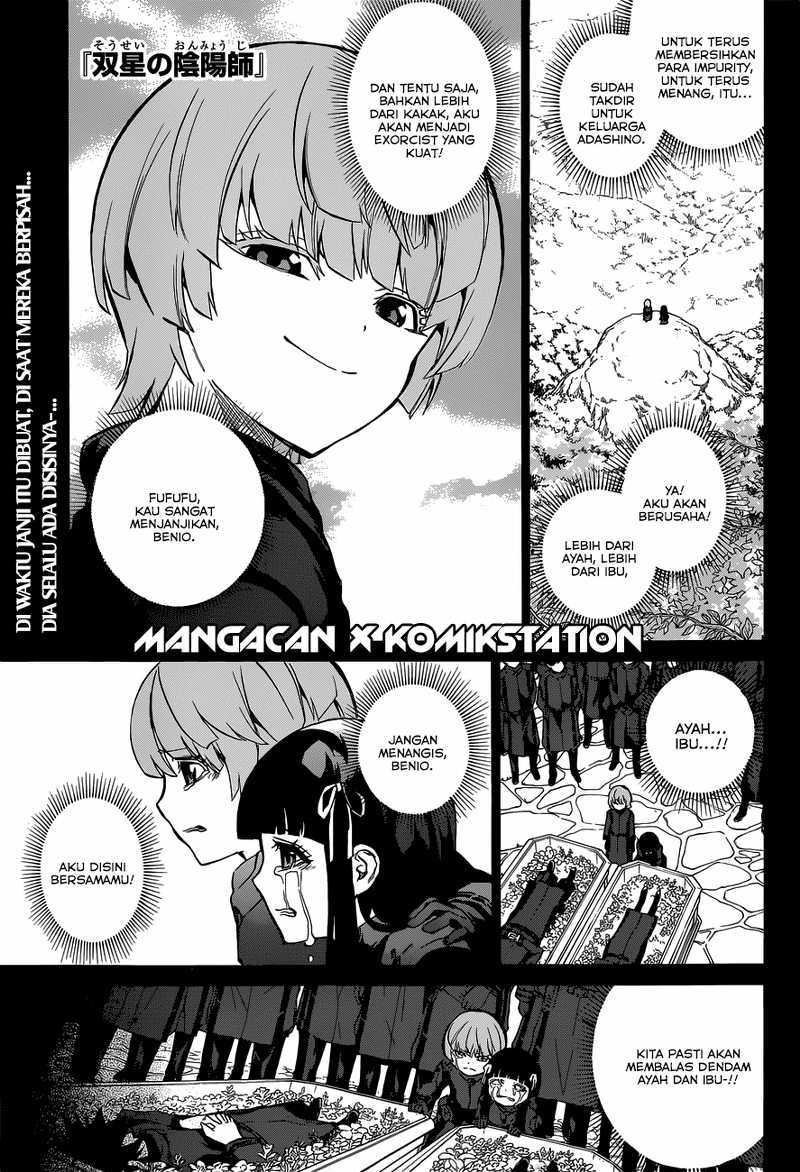 UNTUK TERUS
MEMBERSIHKAN
PARA IMPURITY,
UNTUK TERUS
MENANG, ITU...
SUDAH
TAKDIR
UNTUK
KELUARGA
ADASHINO.
YA!
AKU AKAN
BERUSAHA!
LEBIH DARI
AYAH, LEBIH
DARI IBU,
DAN TENTU SAJA,
BAHKAN LEBIH
DARI KAKAK, AKU
AKAN MENJADI
EXORCIST YANG
KUAT!
そうせい おんみょうじ
『双星の陰陽師』
FUFUFU,
KAU SANGAT
MENJANJIKAN,
BENIO.
DI WAKTU JANJI ITU DIBUAT, DI SAAT MEREKA BERPISAH...
DIA SELALU ADA DISISINYA-...
MANGACAN X KOMIKSTATION
AYAH...
IBU...!!
JANGAN
MENANGIS,
BENIO.
AKU DISINI
BERSAMAMU!
KITA PASTI AKAN
MEMBALAS DENDAM
AYAH DAN IBU-!!